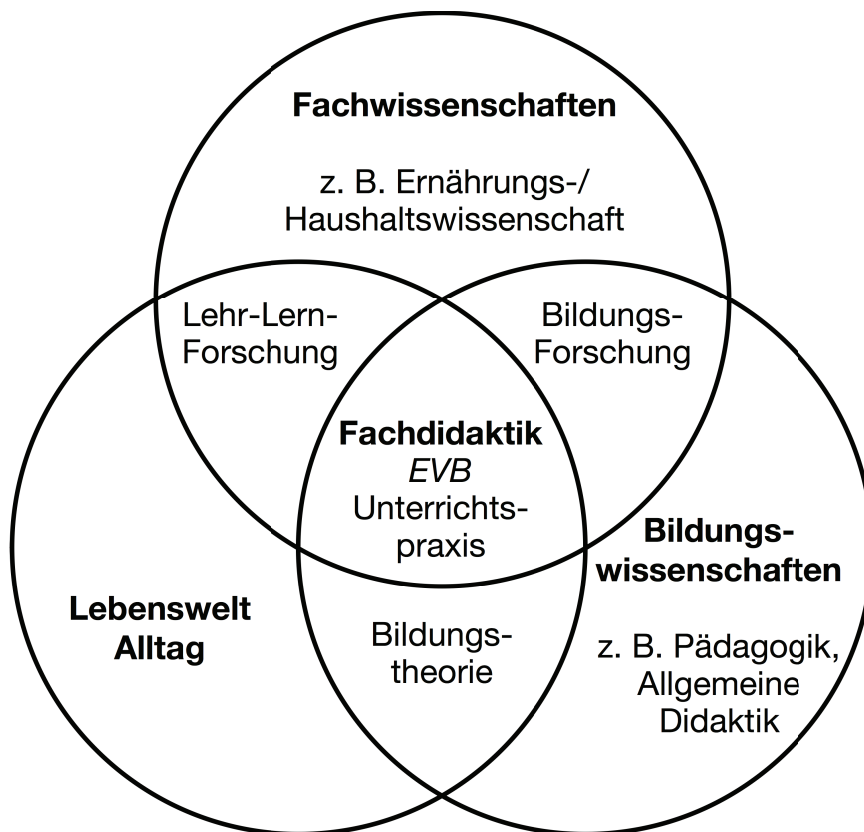 Fachwissenschaften
z. B. Ernährungs-/
Haushaltswissenschaft
Lehr-Lern-
Forschung
Bildungs-
Forschung
Fachdidaktik
EVB
Unterrichts-
praxis
Lebenswelt
Alltag
Bildungs-
wissenschaften
z. B. Pädagogik,
Allgemeine
Didaktik
Bildungs-
theorie